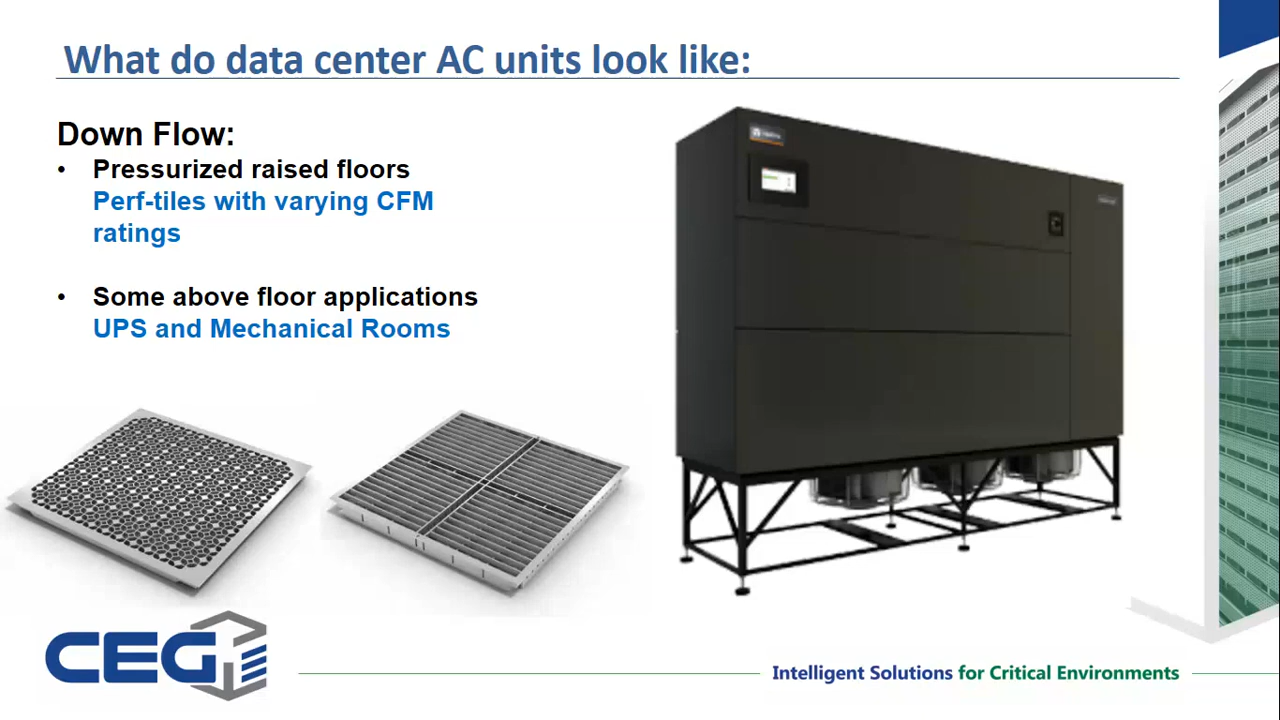 What do data center AC units look like:
Down Flow:
• Pressurized raised floors
Perf-tiles with varying CFM
ratings
• Some above floor applications
UPS and Mechanical Rooms
CEG
Intelligent Solutions for Critical Environments